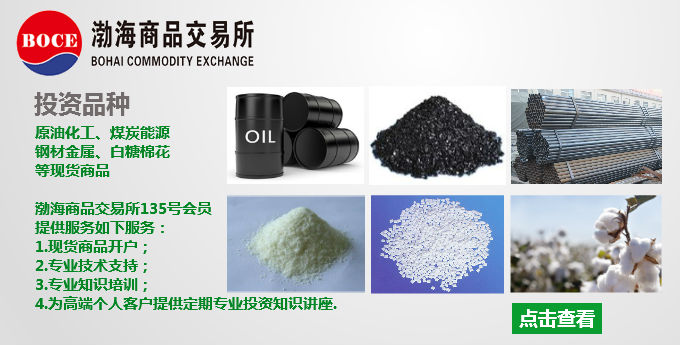 BOCE
渤海商品交易所
BOHAI COMMODITY EXCHANGE
投资品种
原油化工、煤炭能源
钢材金属、白糖棉花
等现货商品
OIL
渤海商品交易所135号会员
提供服务如下服务：
1.现货商品开户；
2.专业技术支持；
3.专业知识培训；
4.为高端个人客户提供定期专业投资知识讲座.
点击查看